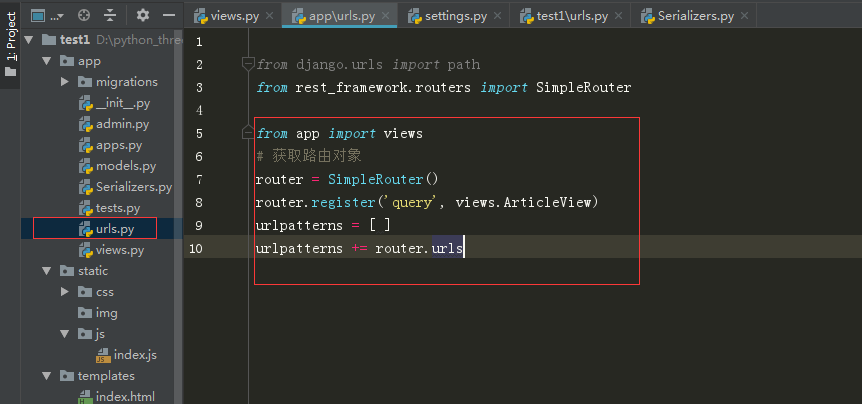 ...
views.py
app\urls.py
settings.py
test1\urls.py
Serializers.py
1: Project
test1 D:\python_thre
app
migrations
__init__.py
admin.py
apps.py
models.py
Serializers.py
tests.py
urls.py
views.py
static
css
img
js
index.js
templates
index.html
1
2 from django.urls import path
3 from rest_framework.routers import SimpleRouter
4
5 from app import views
6 # 获取路由对象
7 router = SimpleRouter()
8 router.register('query', views.ArticleView)
9 urlpatterns = [ ]
10 urlpatterns += router.urls